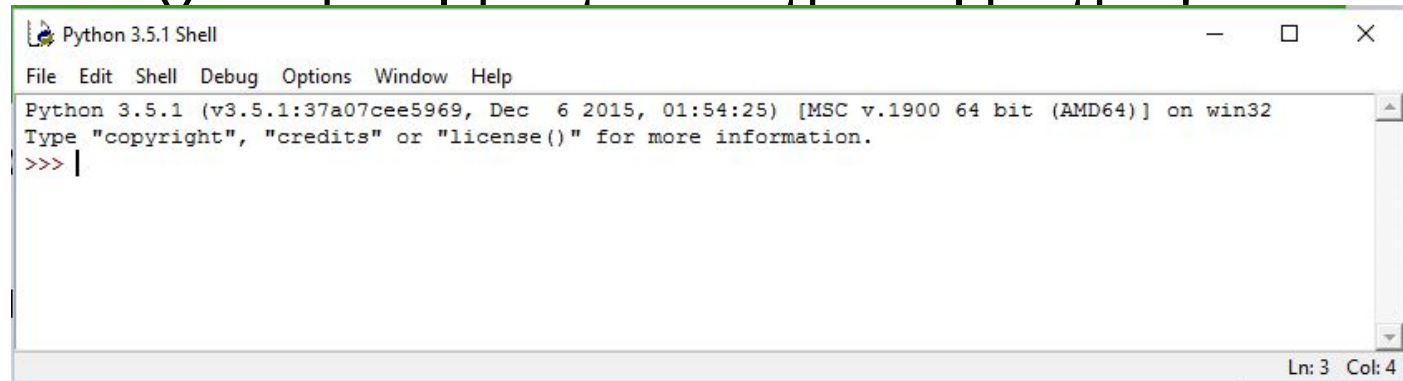 Python 3.5.1 Shell
File Edit Shell Debug Options Window Help
Python 3.5.1 (v3.5.1:37a07cee5969, Dec  6 2015, 01:54:25) [MSC v.1900 64 bit (AMD64)] on win32
Type "copyright", "credits" or "license()" for more information.
>>>
Ln: 3 Col: 4